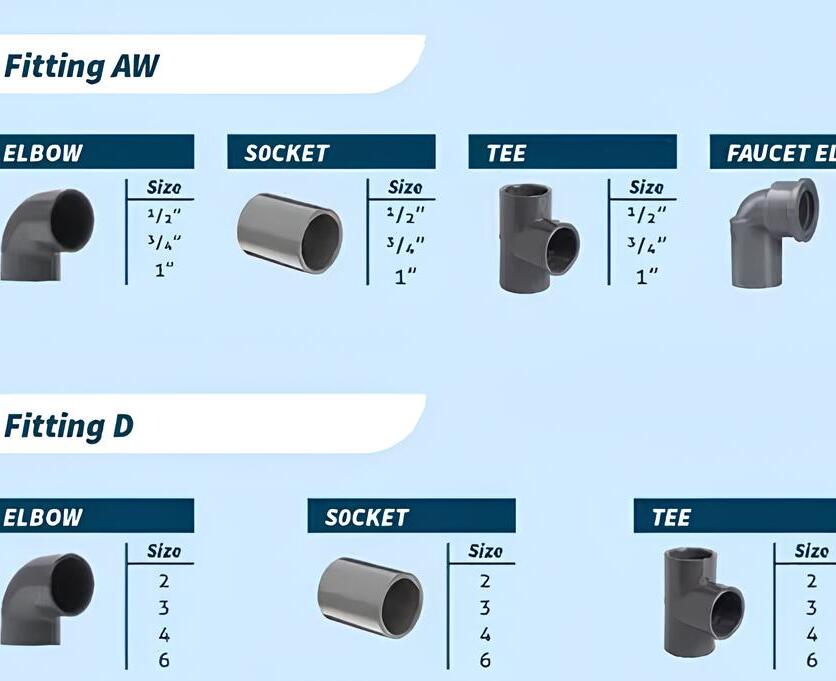 Fitting AW
ELBOW
Size
1/2"
3/4"
1"
SOCKET
Size
1/2"
3/4"
1"
TEE
Size
1/2"
3/4"
1"
FAUCET EL
Fitting D
ELBOW
Size
2
3
4
6
SOCKET
Size
2
3
4
6
TEE
Size
2
3
4
6